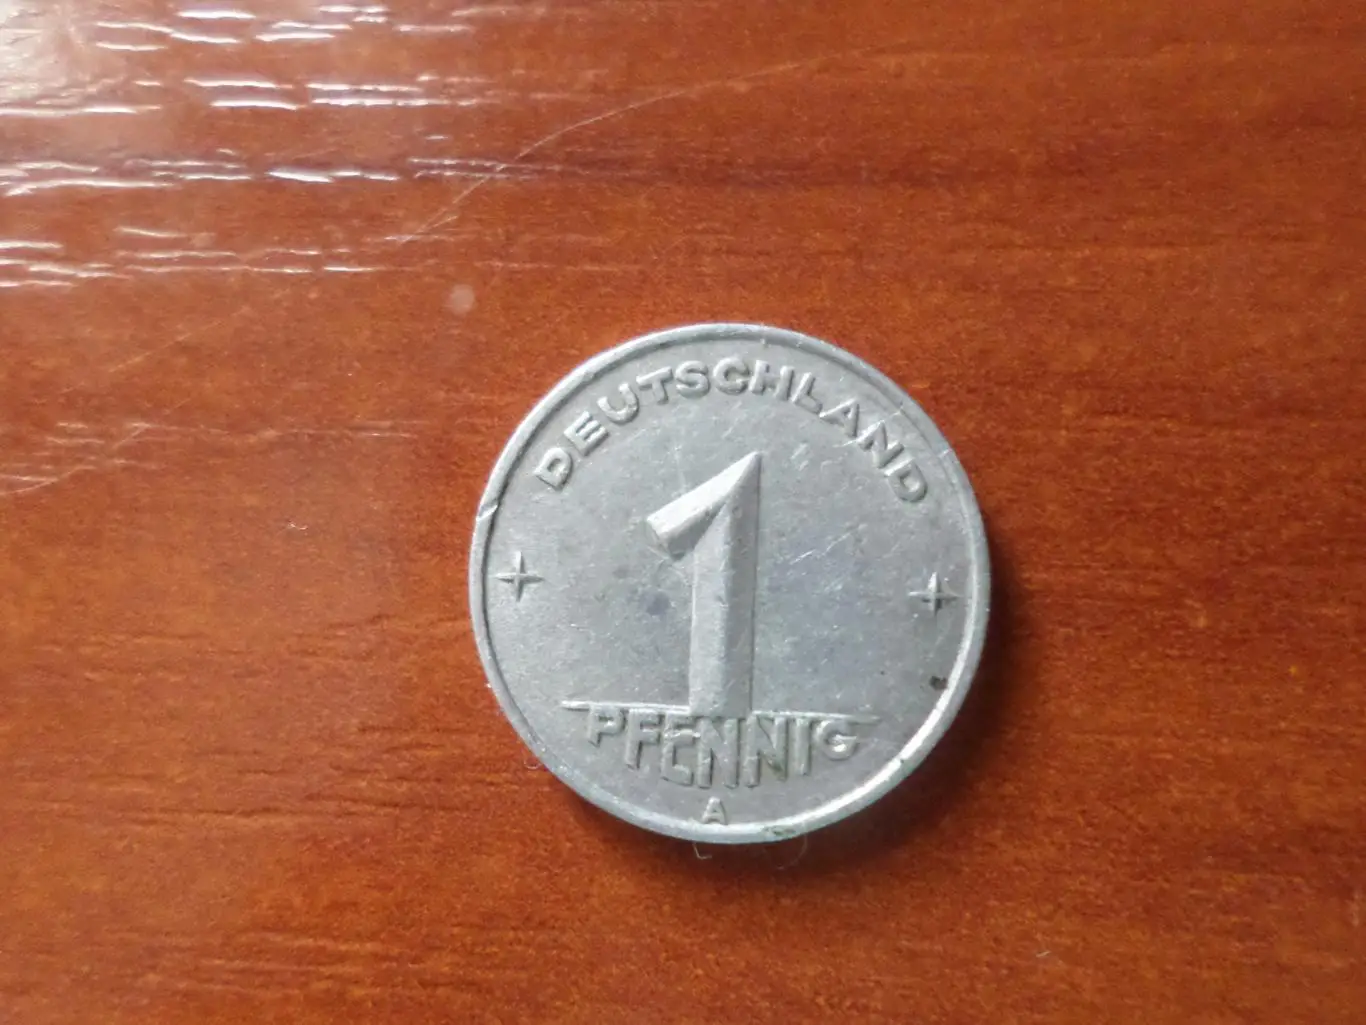 DEUTSCHLAND
1
PFENNIG
A